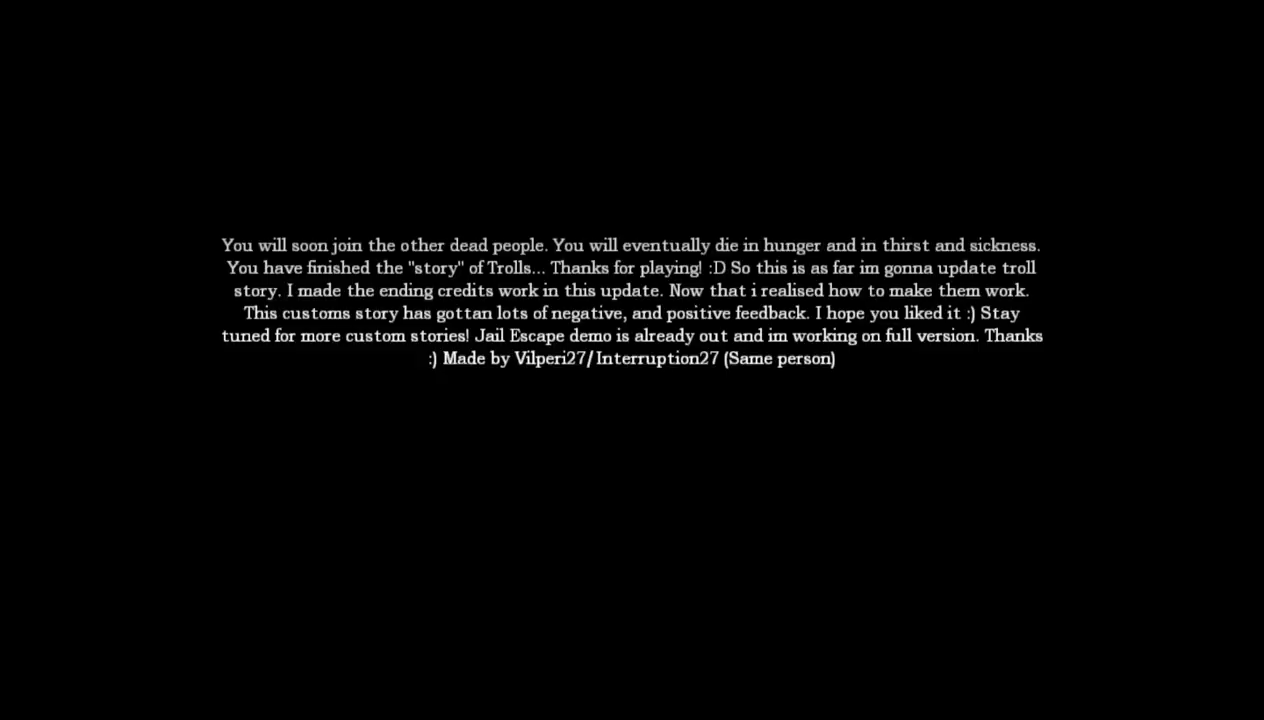 You will soon join the other dead people. You will eventually die in hunger and in thirst and sickness.
You have finished the "story" of Trolls... Thanks for playing! :D So this is as far im gonna update troll
story. I made the ending credits work in this update. Now that i realised how to make them work.
This customs story has gottan lots of negative, and positive feedback. I hope you liked it :) Stay
tuned for more custom stories! Jail Escape demo is already out and im working on full version. Thanks
:) Made by Vilperi27/Interruption27 (Same person)